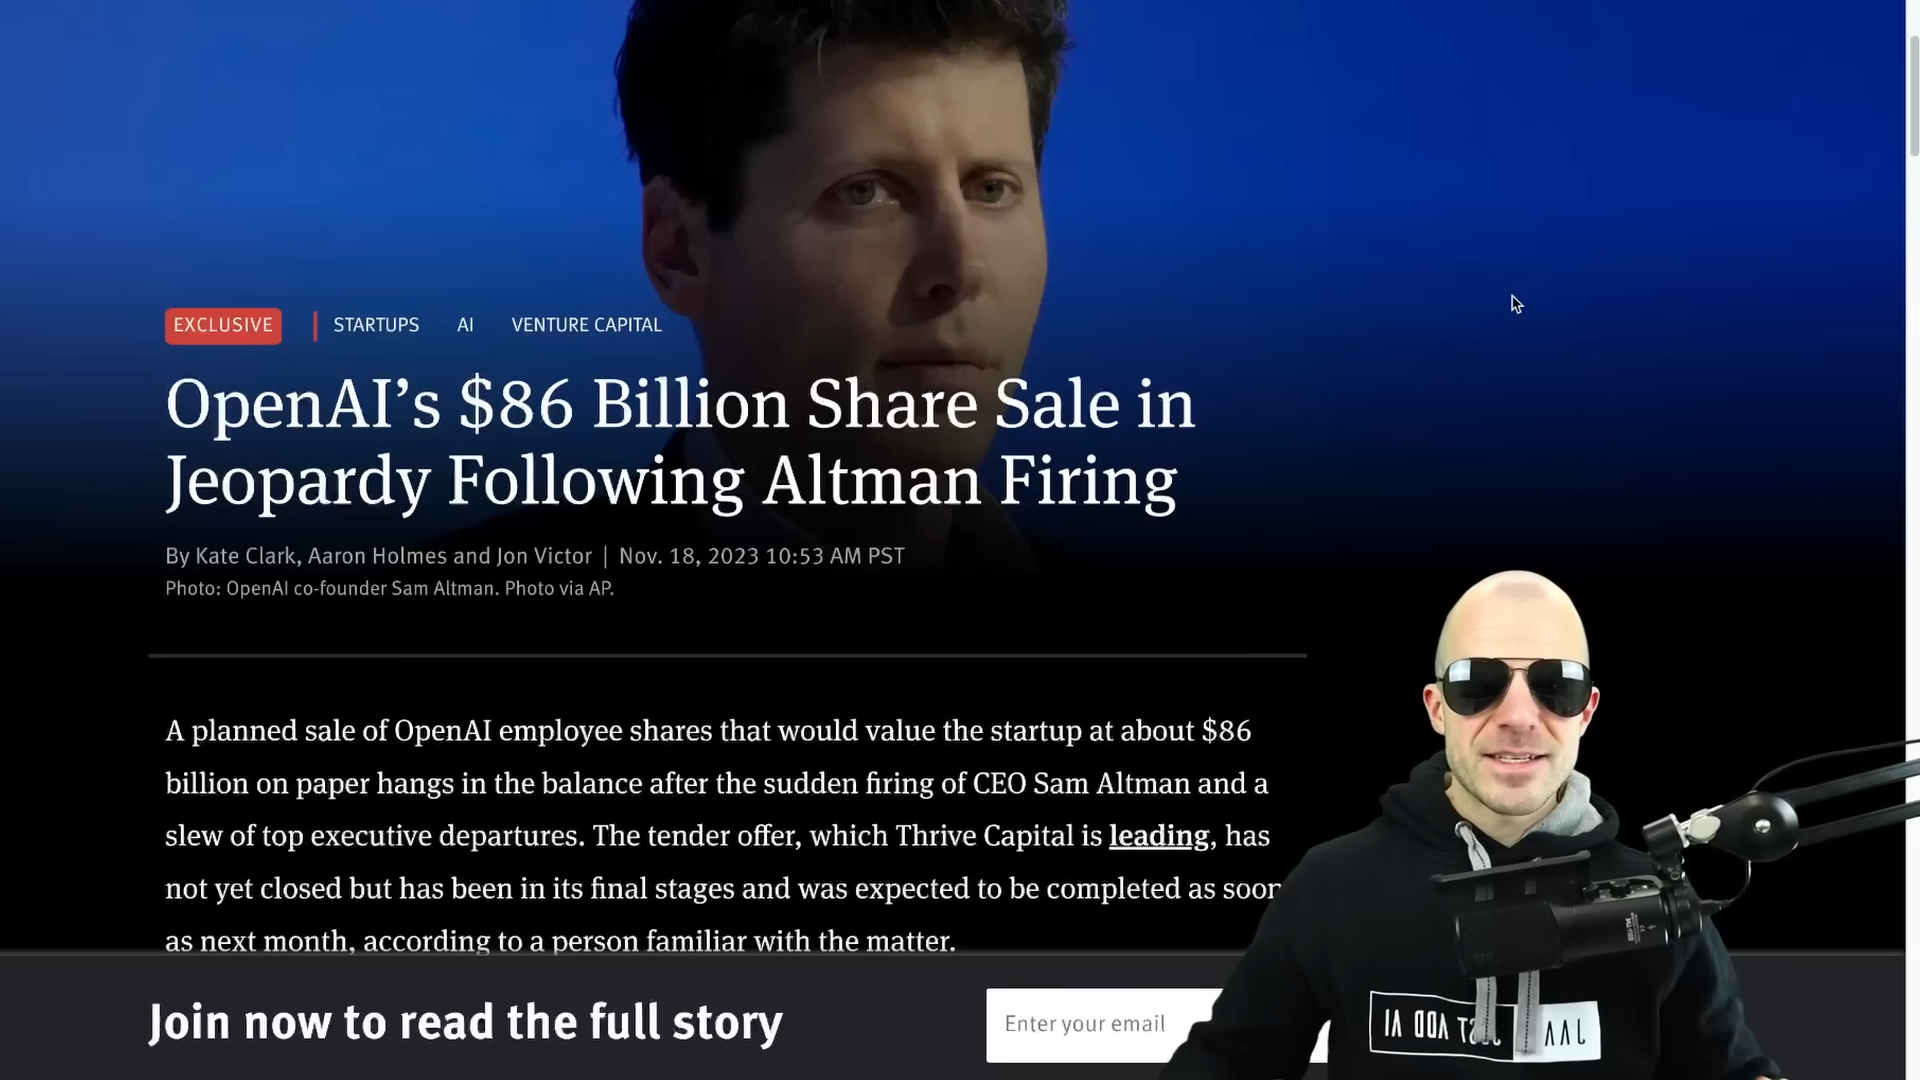 EXCLUSIVE
STARTUPS AI VENTURE CAPITAL
OpenAI’s $86 Billion Share Sale in
Jeopardy Following Altman Firing
By Kate Clark, Aaron Holmes and Jon Victor | Nov. 18, 2023 10:53 AM PST
Photo: OpenAI co-founder Sam Altman. Photo via AP.
A planned sale of OpenAI employee shares that would value the startup at about $86
billion on paper hangs in the balance after the sudden firing of CEO Sam Altman and a
slew of top executive departures. The tender offer, which Thrive Capital is leading, has
not yet closed but has been in its final stages and was expected to be completed as soon
as next month, according to a person familiar with the matter.
Join now to read the full story
Enter your email